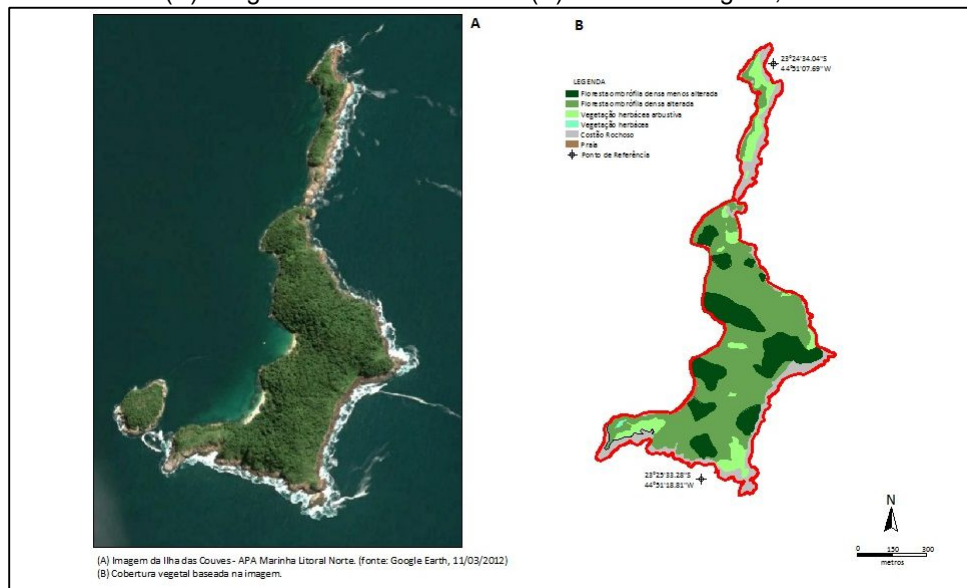 A
B
23°24'34.04"S
44°51'07.69"W
LEGENDA
Floresta ombrófila densa menos alterada
Floresta ombrófila densa alterada
Vegetação herbácea arbustiva
Vegetação herbácea
Costão Rochoso
Praia
Ponto de Referência
23°25'33.28"S
44°51'18.81"W
N
0 150 300
metros
(A) Imagem da Ilha das Couves - APA Marinha Litoral Norte. (fonte: Google Earth, 11/03/2012)
(B) Cobertura vegetal baseada na imagem.